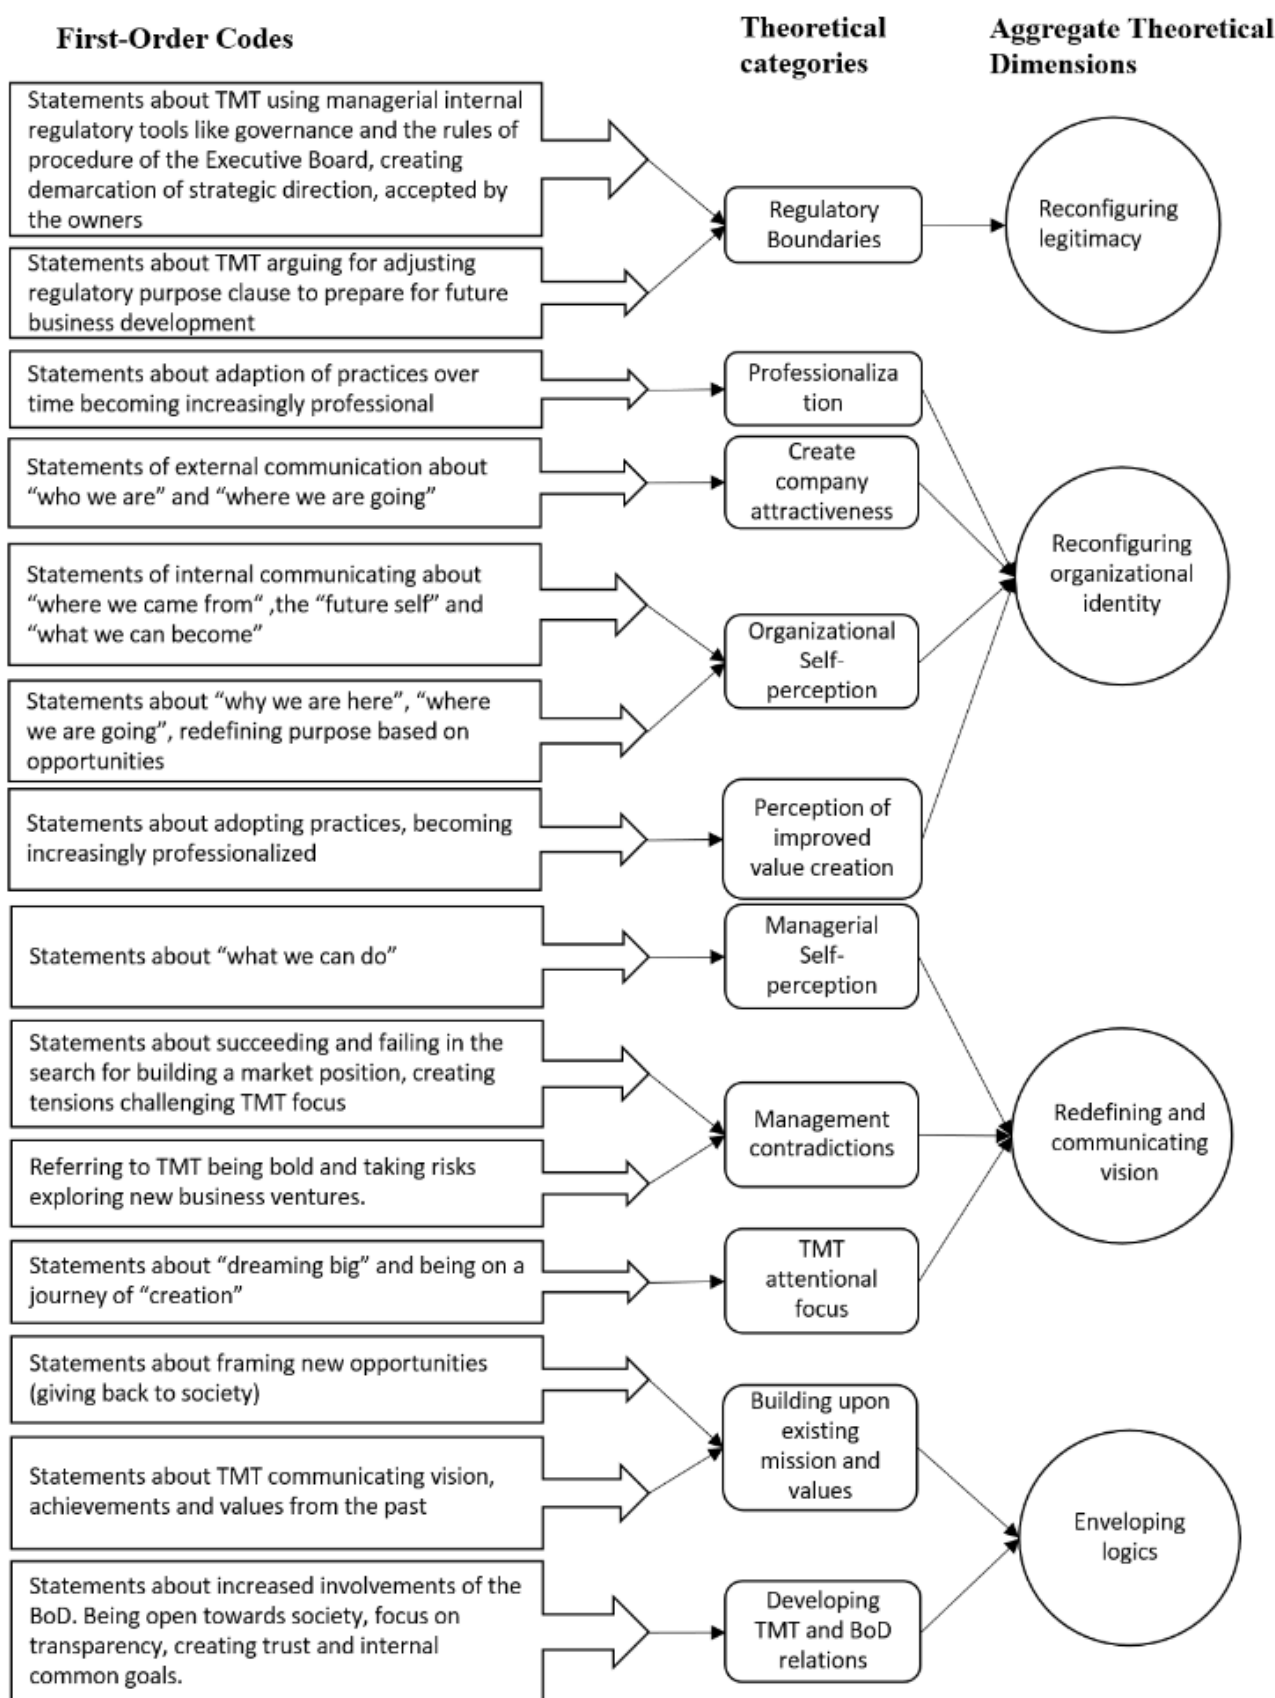 First-Order Codes
Theoretical
categories
Aggregate Theoretical
Dimensions
Statements about TMT using managerial internal
regulatory tools like governance and the rules of
procedure of the Executive Board, creating
demarcation of strategic direction, accepted by
the owners
Statements about TMT arguing for adjusting
regulatory purpose clause to prepare for future
business development
Regulatory
Boundaries
Reconfiguring
legitimacy
Statements about adaption of practices over
time becoming increasingly professional
Professionaliza
tion
Statements of external communication about
“who we are” and “where we are going”
Create
company
attractiveness
Statements of internal communicating about
“where we came from“ ,the “future self” and
“what we can become”
Statements about “why we are here”, “where
we are going”, redefining purpose based on
opportunities
Organizational
Self-
perception
Statements about adopting practices, becoming
increasingly professionalized
Perception of
improved
value creation
Reconfiguring
organizational
identity
Statements about “what we can do”
Managerial
Self-
perception
Statements about succeeding and failing in the
search for building a market position, creating
tensions challenging TMT focus
Referring to TMT being bold and taking risks
exploring new business ventures.
Management
contradictions
Statements about “dreaming big” and being on a
journey of “creation”
TMT
attentional
focus
Redefining and
communicating
vision
Statements about framing new opportunities
(giving back to society)
Statements about TMT communicating vision,
achievements and values from the past
Building upon
existing
mission and
values
Statements about increased involvements of the
BoD. Being open towards society, focus on
transparency, creating trust and internal
common goals.
Developing
TMT and BoD
relations
Enveloping
logics